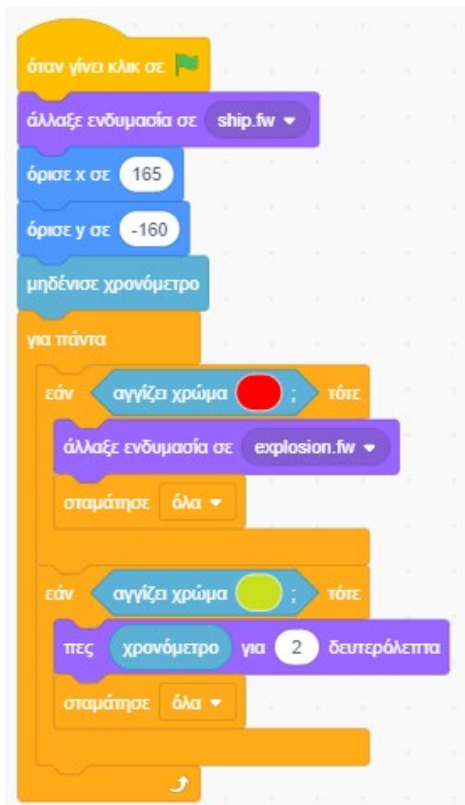 όταν γίνει κλικ σε
άλλαξε ενδυμασία σε ship.fw
όρισε x σε 165
όρισε y σε -160
μηδένισε χρονόμετρο
για πάντα
εάν αγγίζει χρώμα ; τότε
άλλαξε ενδυμασία σε explosion.fw
σταμάτησε όλα
εάν αγγίζει χρώμα ; τότε
πες χρονόμετρο για 2 δευτερόλεπτα
σταμάτησε όλα